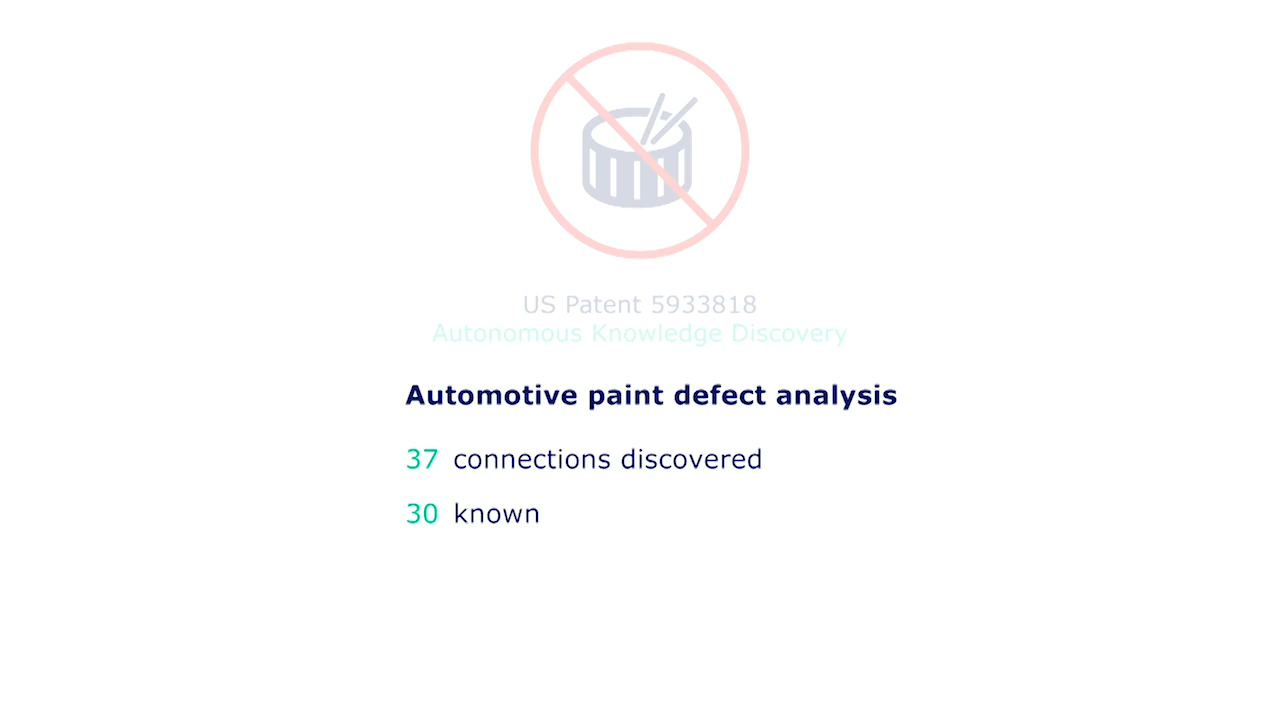 US Patent 5933818
Autonomous Knowledge Discovery
Automotive paint defect analysis
37 connections discovered
30 known